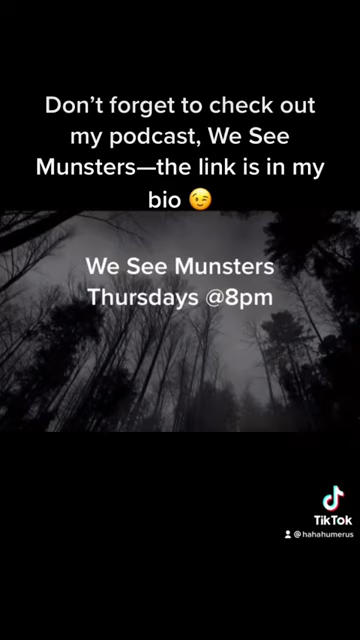 Don't forget to check out
my podcast, We See
Munsters—the link is in my
bio 😉
We See Munsters
Thursdays @8pm
TikTok
@hahahumerus